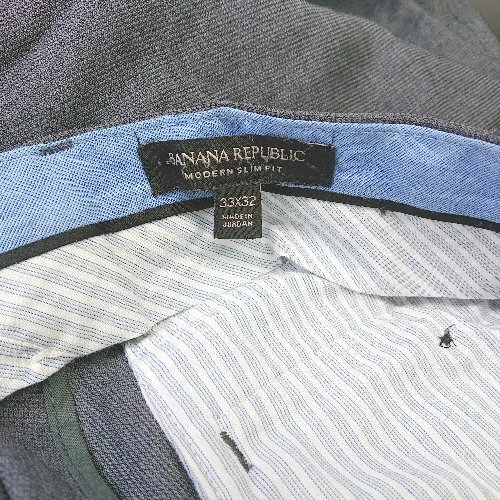 BANANA REPUBLIC
MODERN SLIM FIT
33X32
MADE IN
JORDAN